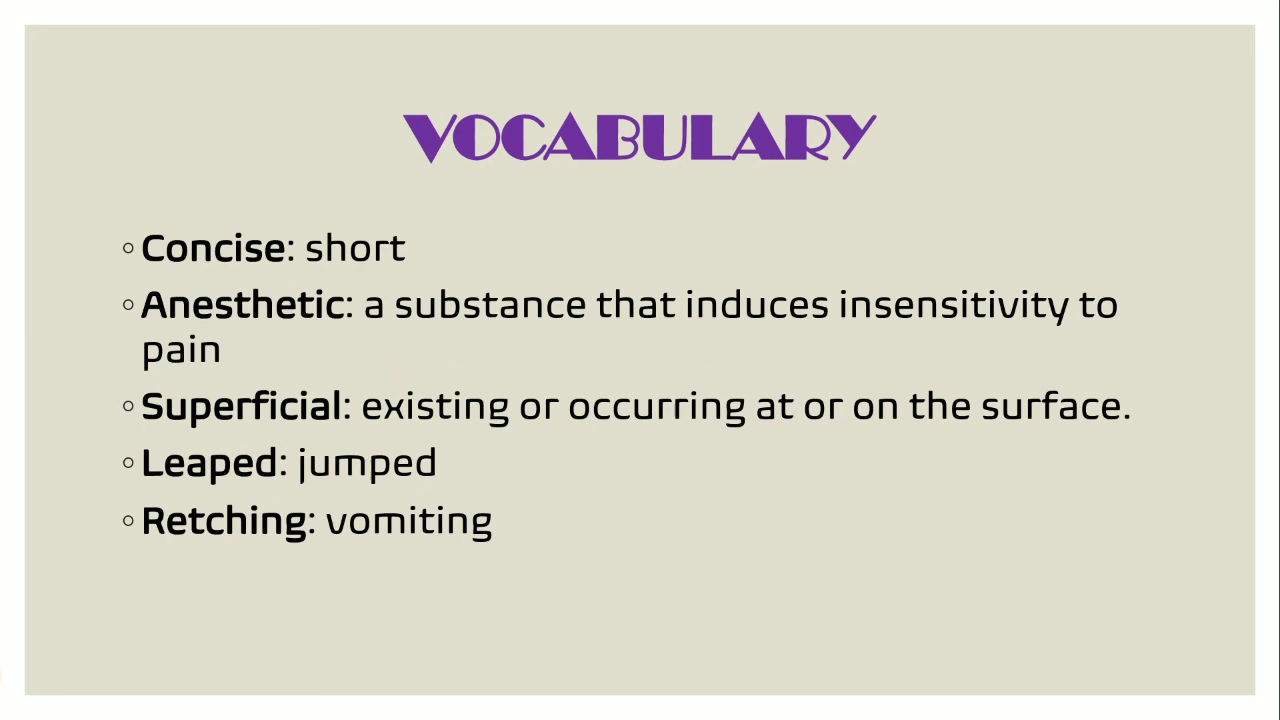 VOCABULARY
◦ Concise: short
◦ Anesthetic: a substance that induces insensitivity to
pain
◦ Superficial: existing or occurring at or on the surface.
◦ Leaped: jumped
◦ Retching: vomiting